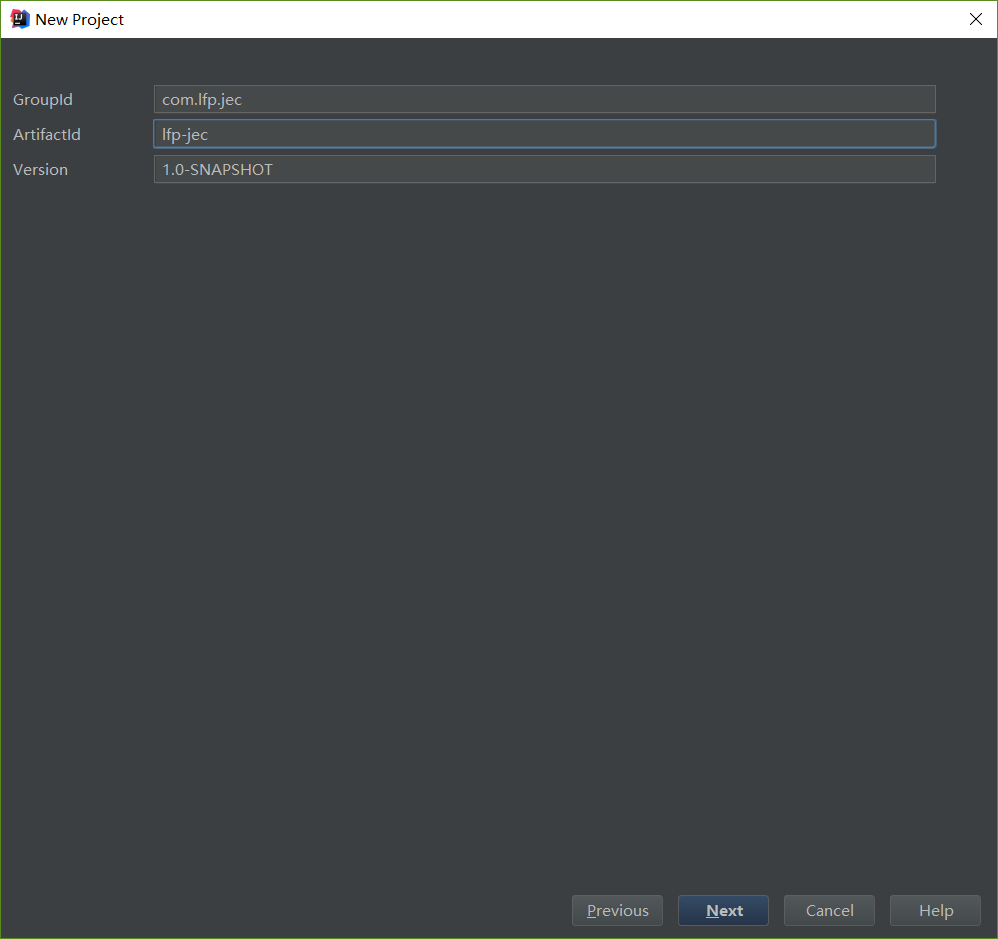 New Project
GroupId com.lfp.jec
ArtifactId lfp-jec
Version 1.0-SNAPSHOT
Previous Next Cancel Help